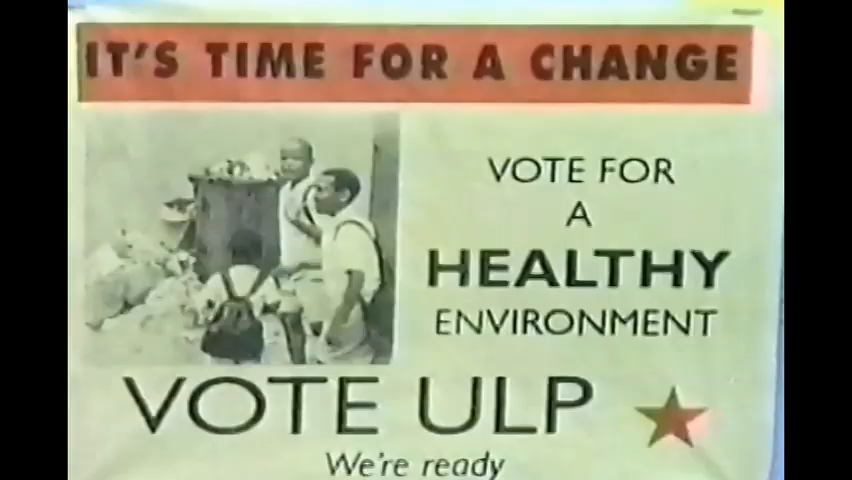 IT'S TIME FOR A CHANGE
VOTE FOR
A
HEALTHY
ENVIRONMENT
VOTE ULP
We're ready